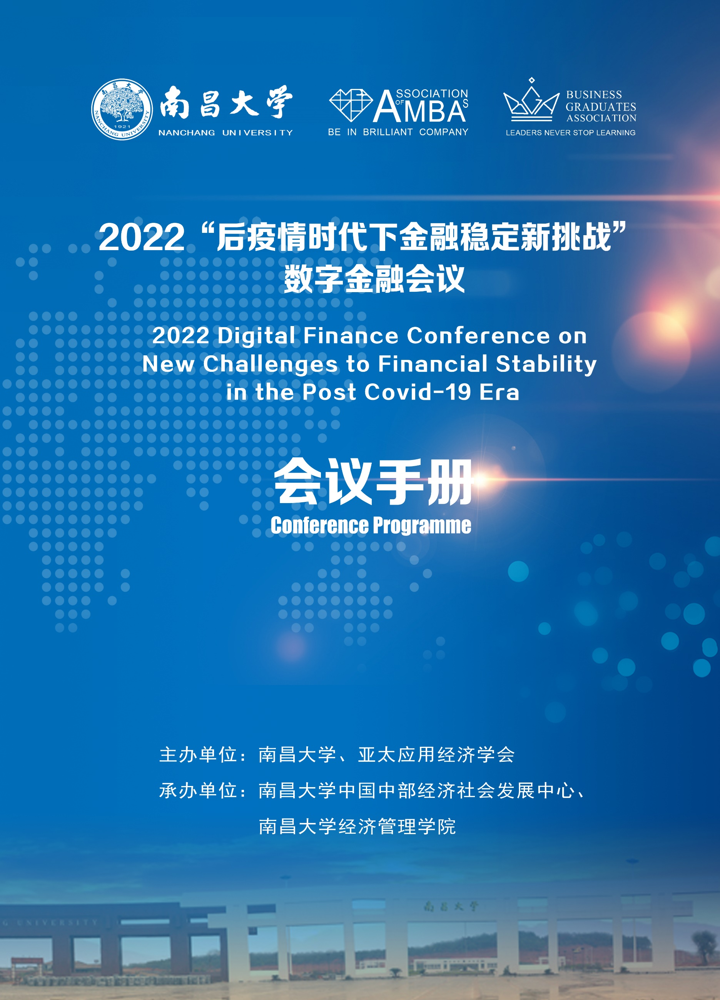 南昌大学
NANCHANG UNIVERSITY
1921
南昌大学
NANCHANG UNIVERSITY
ASSOCIATION
OF MBAS
BE IN BRILLIANT COMPANY
BUSINESS
GRADUATES
ASSOCIATION
LEADERS NEVER STOP LEARNING
2022“后疫情时代下金融稳定新挑战”
数字金融会议
2022 Digital Finance Conference on
New Challenges to Financial Stability
in the Post Covid-19 Era
会议手册
Conference Programme
主办单位：南昌大学、亚太应用经济学会
承办单位：南昌大学中国中部经济社会发展中心、
南昌大学经济管理学院
南昌大学
G UNIVERSITY